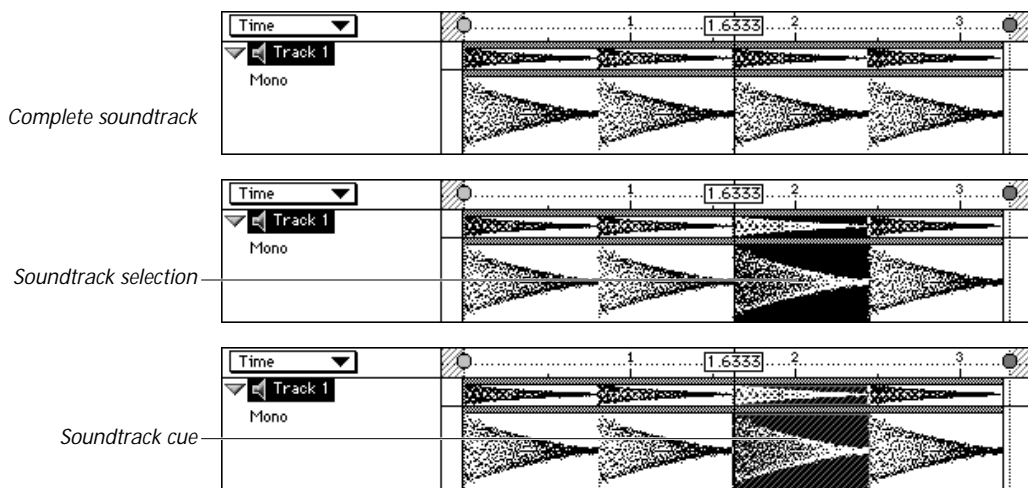 Time 1 1.6333 2 3
Track 1
Mono
Complete soundtrack
Time 1 1.6333 2 3
Track 1
Mono
Soundtrack selection
Time 1 1.6333 2 3
Track 1
Mono
Soundtrack cue